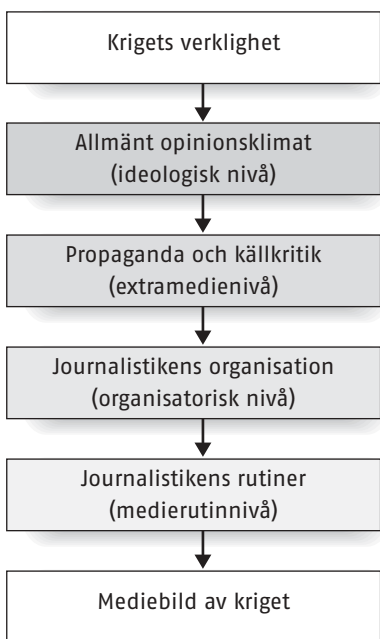 Krigets verklighet
Allmänt opinionsklimat
(ideologisk nivå)
Propaganda och källkritik
(extramedienivå)
Journalistikens organisation
(organisatorisk nivå)
Journalistikens rutiner
(medierutinnivå)
Mediebild av kriget